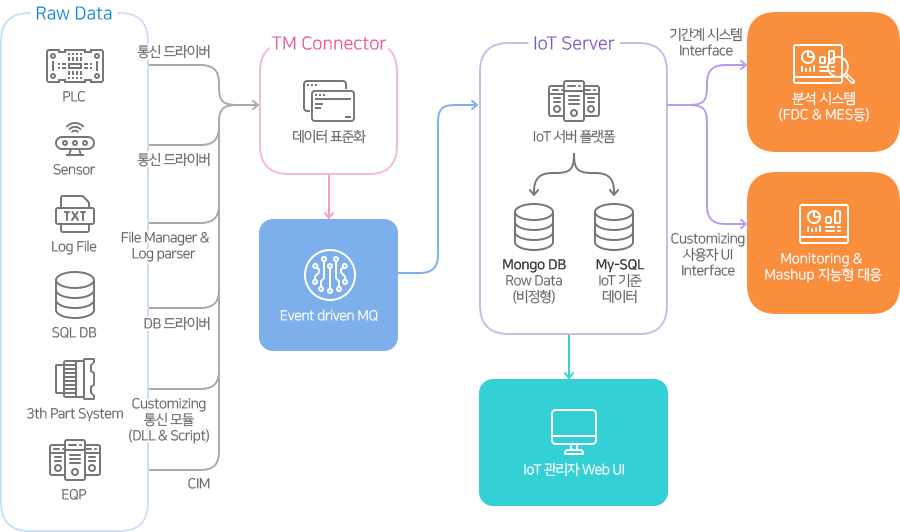 Raw Data
PLC
Sensor
TXT
Log File
SQL DB
3th Part System
EQP
통신 드라이버
통신 드라이버
File Manager &
Log parser
DB 드라이버
Customizing
통신 모듈
(DLL & Script)
CIM
TM Connector
데이터 표준화
Event driven MQ
IoT Server
IoT 서버 플랫폼
Mongo DB
Row Data
(비정형)
My-SQL
IoT 기준
데이터
IoT 관리자 Web UI
기간계 시스템
Interface
Customizing
사용자 UI
Interface
분석 시스템
(FDC & MES등)
Monitoring &
Mashup 지능형 대응